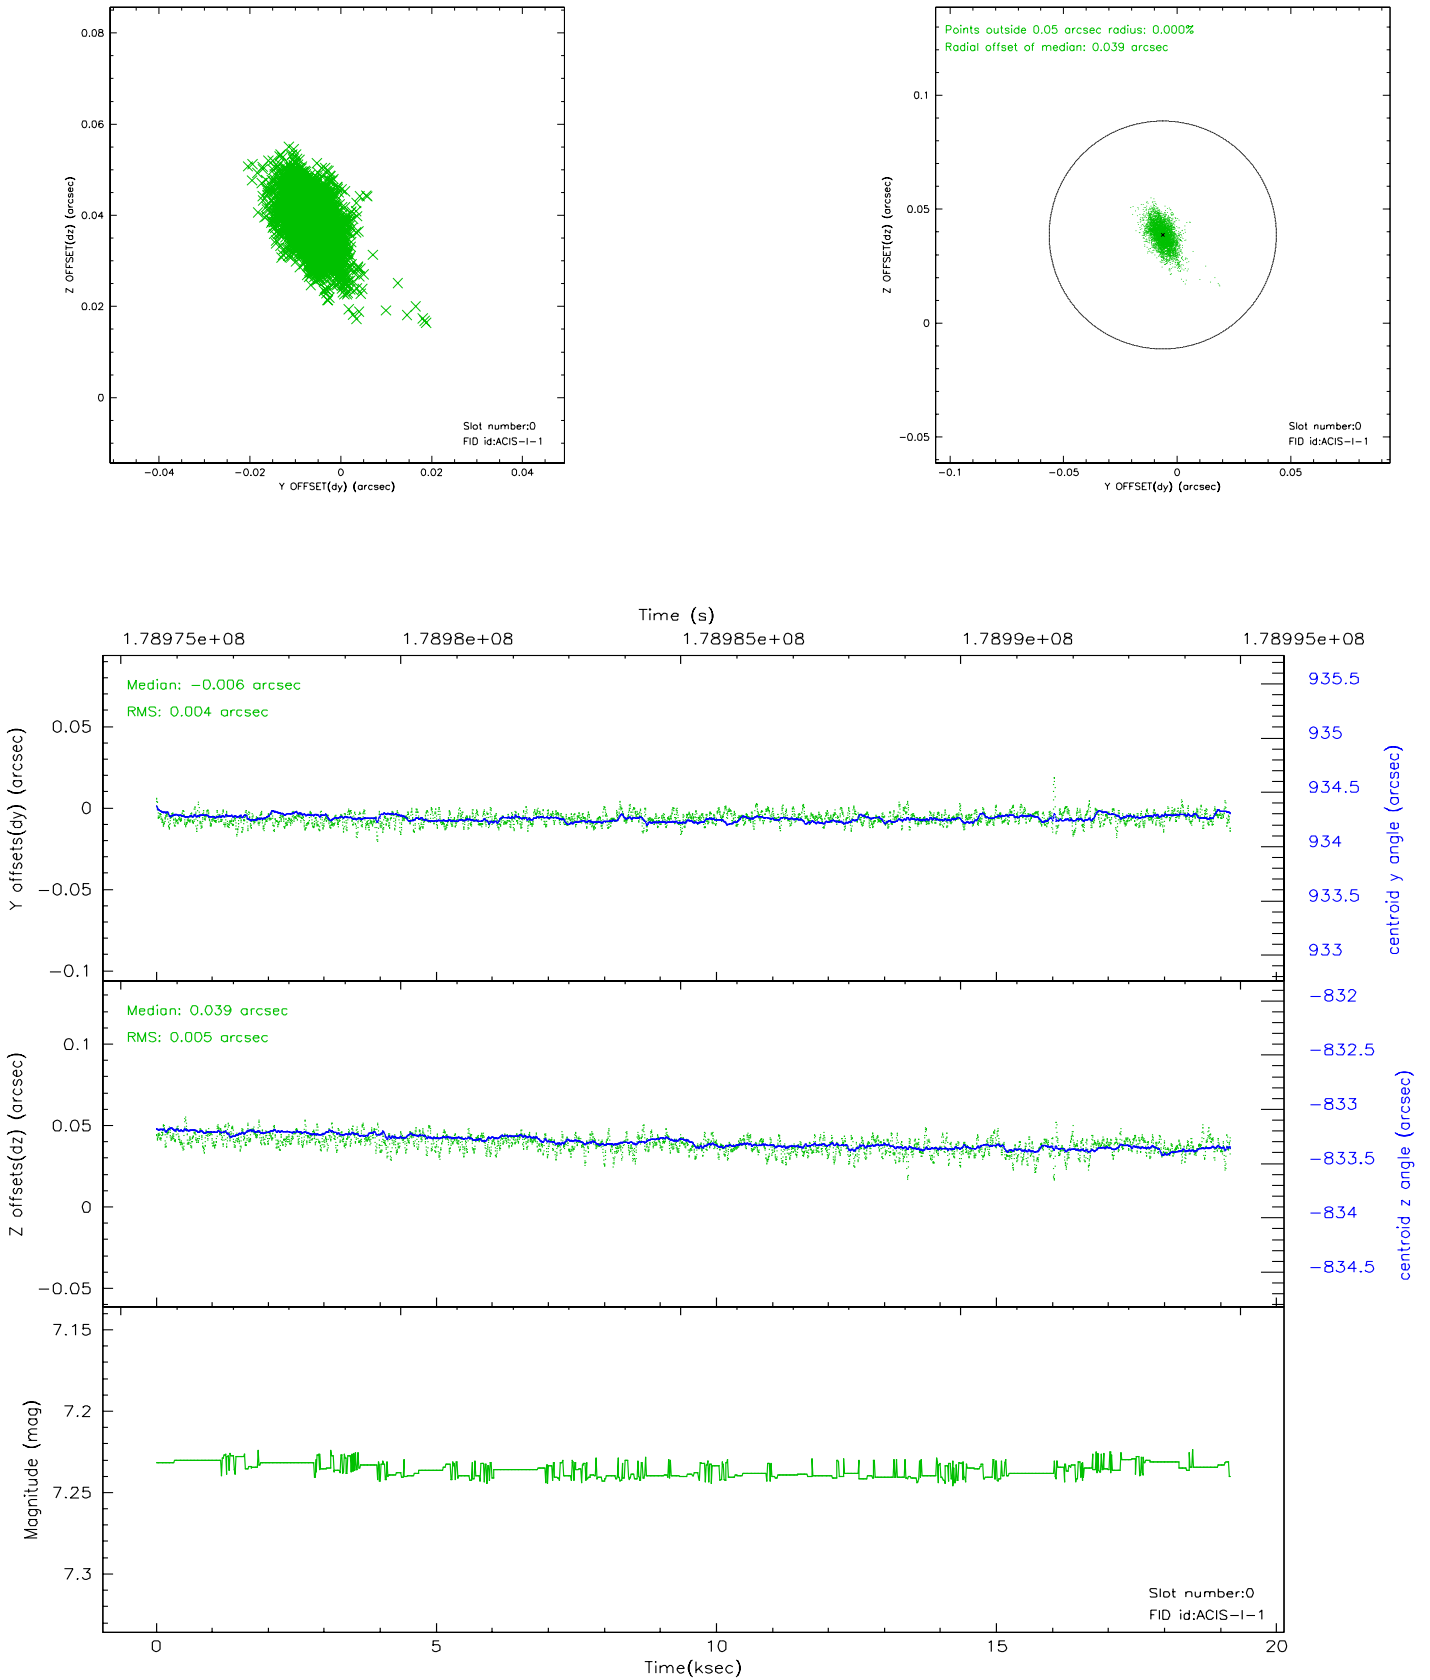 0.08
0.06
0.04
0.02
0
Z OFFSET(dz) (arcsec)
Slot number:0
FID id:ACIS-I-1
-0.04
-0.02
0
0.02
0.04
Y OFFSET(dy) (arcsec)
Points outside 0.05 arcsec radius: 0.000%
Radial offset of median: 0.039 arcsec
0.1
0.05
0
-0.05
Z OFFSET(dz) (arcsec)
Slot number:0
FID id:ACIS-I-1
-0.1
-0.05
0
0.05
Y OFFSET(dy) (arcsec)
Time (s)
1.78975e+08
1.7898e+08
1.78985e+08
1.7899e+08
1.78995e+08
Median: -0.006 arcsec
RMS: 0.004 arcsec
0.05
0
-0.05
-0.1
Y offsets(dy) (arcsec)
935.5
935
934.5
934
933.5
933
centroid y angle (arcsec)
Median: 0.039 arcsec
RMS: 0.005 arcsec
0.1
0.05
0
-0.05
Z offsets(dz) (arcsec)
-832
-832.5
-833
-833.5
-834
-834.5
centroid z angle (arcsec)
7.15
7.2
7.25
7.3
Magnitude (mag)
Slot number:0
FID id:ACIS-I-1
0
5
10
15
20
Time(ksec)